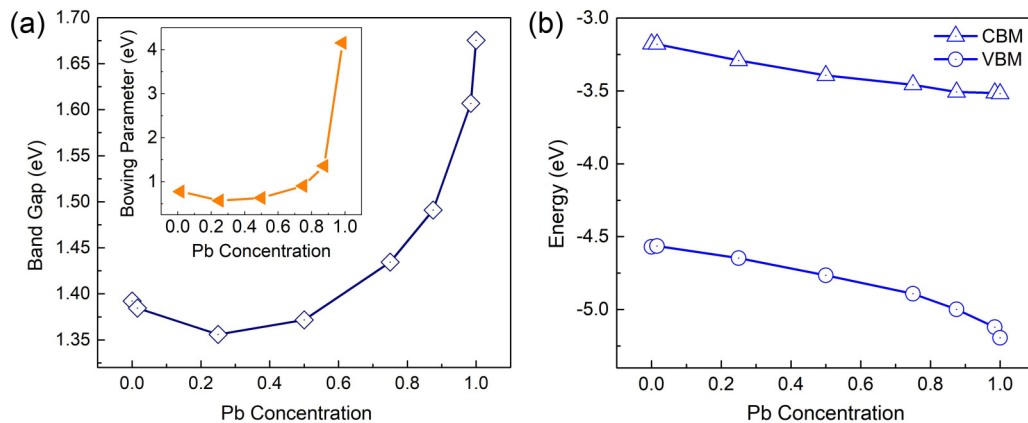 (a)
Band Gap (eV)
1.70
1.65
1.60
1.55
1.50
1.45
1.40
1.35
0.0 0.2 0.4 0.6 0.8 1.0
Pb Concentration
Bowing Parameter (eV)
4
3
2
1
0.0 0.2 0.4 0.6 0.8 1.0
Pb Concentration
(b)
Energy (eV)
-3.0
-3.5
-4.0
-4.5
-5.0
0.0 0.2 0.4 0.6 0.8 1.0
Pb Concentration
CBM
VBM